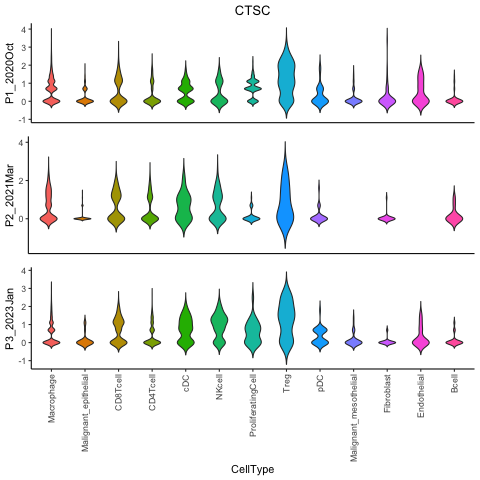 CTSC
P1_2020Oct
4
3
2
1
0
-1
P2_2021Mar
4
2
0
P3_2023Jan
4
3
2
1
0
-1
Macrophage
Malignant_epithelial
CD8Tcell
CD4Tcell
cDC
NKcell
ProliferatingCell
Treg
pDC
Malignant_mesothelial
Fibroblast
Endothelial
Bcell
CellType